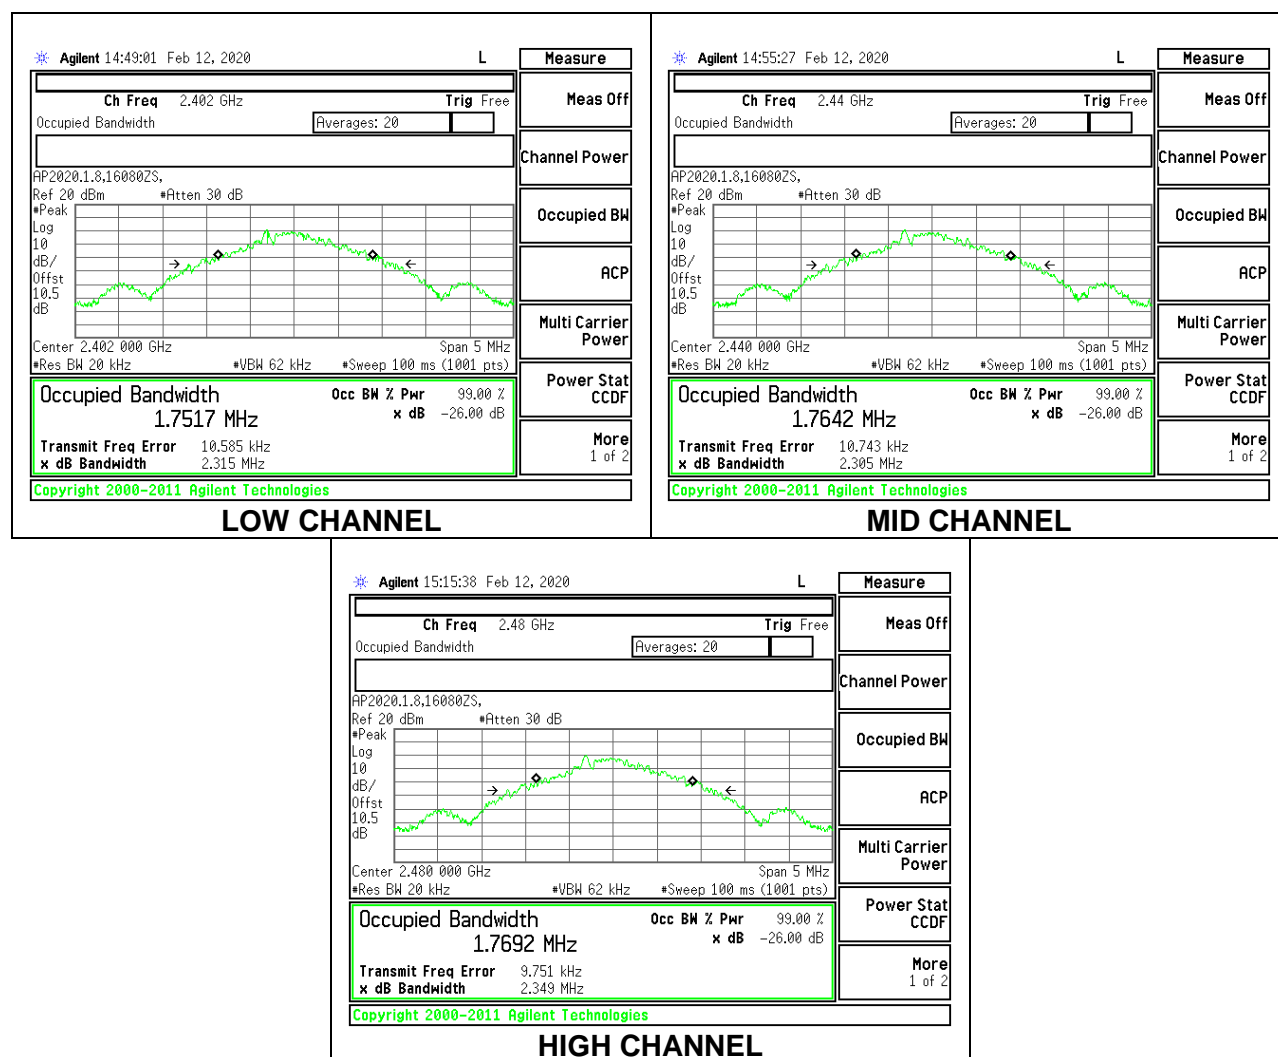 Agilent 14:49:01 Feb 12, 2020 L
Measure
Ch Freq 2.402 GHz Trig Free
Occupied Bandwidth Averages: 20
AP2020.1.8,16080ZS,
Ref 20 dBm #Atten 30 dB
#Peak
Log
10
dB/
Offst
10.5
dB
Center 2.402 000 GHz Span 5 MHz
#Res BW 20 kHz #VBW 62 kHz #Sweep 100 ms (1001 pts)
Occupied Bandwidth Occ BW % Pwr 99.00 %
1.7517 MHz x dB -26.00 dB
Transmit Freq Error 10.585 kHz
x dB Bandwidth 2.315 MHz
Copyright 2000-2011 Agilent Technologies
Meas Off
Channel Power
Occupied BW
ACP
Multi Carrier
Power
Power Stat
CCDF
More
1 of 2
LOW CHANNEL
Agilent 14:55:27 Feb 12, 2020 L
Measure
Ch Freq 2.44 GHz Trig Free
Occupied Bandwidth Averages: 20
AP2020.1.8,16080ZS,
Ref 20 dBm #Atten 30 dB
#Peak
Log
10
dB/
Offst
10.5
dB
Center 2.440 000 GHz Span 5 MHz
#Res BW 20 kHz #VBW 62 kHz #Sweep 100 ms (1001 pts)
Occupied Bandwidth Occ BW % Pwr 99.00 %
1.7642 MHz x dB -26.00 dB
Transmit Freq Error 10.743 kHz
x dB Bandwidth 2.305 MHz
Copyright 2000-2011 Agilent Technologies
Meas Off
Channel Power
Occupied BW
ACP
Multi Carrier
Power
Power Stat
CCDF
More
1 of 2
MID CHANNEL
Agilent 15:15:38 Feb 12, 2020 L
Measure
Ch Freq 2.48 GHz Trig Free
Occupied Bandwidth Averages: 20
AP2020.1.8,16080ZS,
Ref 20 dBm #Atten 30 dB
#Peak
Log
10
dB/
Offst
10.5
dB
Center 2.480 000 GHz Span 5 MHz
#Res BW 20 kHz #VBW 62 kHz #Sweep 100 ms (1001 pts)
Occupied Bandwidth Occ BW % Pwr 99.00 %
1.7692 MHz x dB -26.00 dB
Transmit Freq Error 9.751 kHz
x dB Bandwidth 2.349 MHz
Copyright 2000-2011 Agilent Technologies
Meas Off
Channel Power
Occupied BW
ACP
Multi Carrier
Power
Power Stat
CCDF
More
1 of 2
HIGH CHANNEL